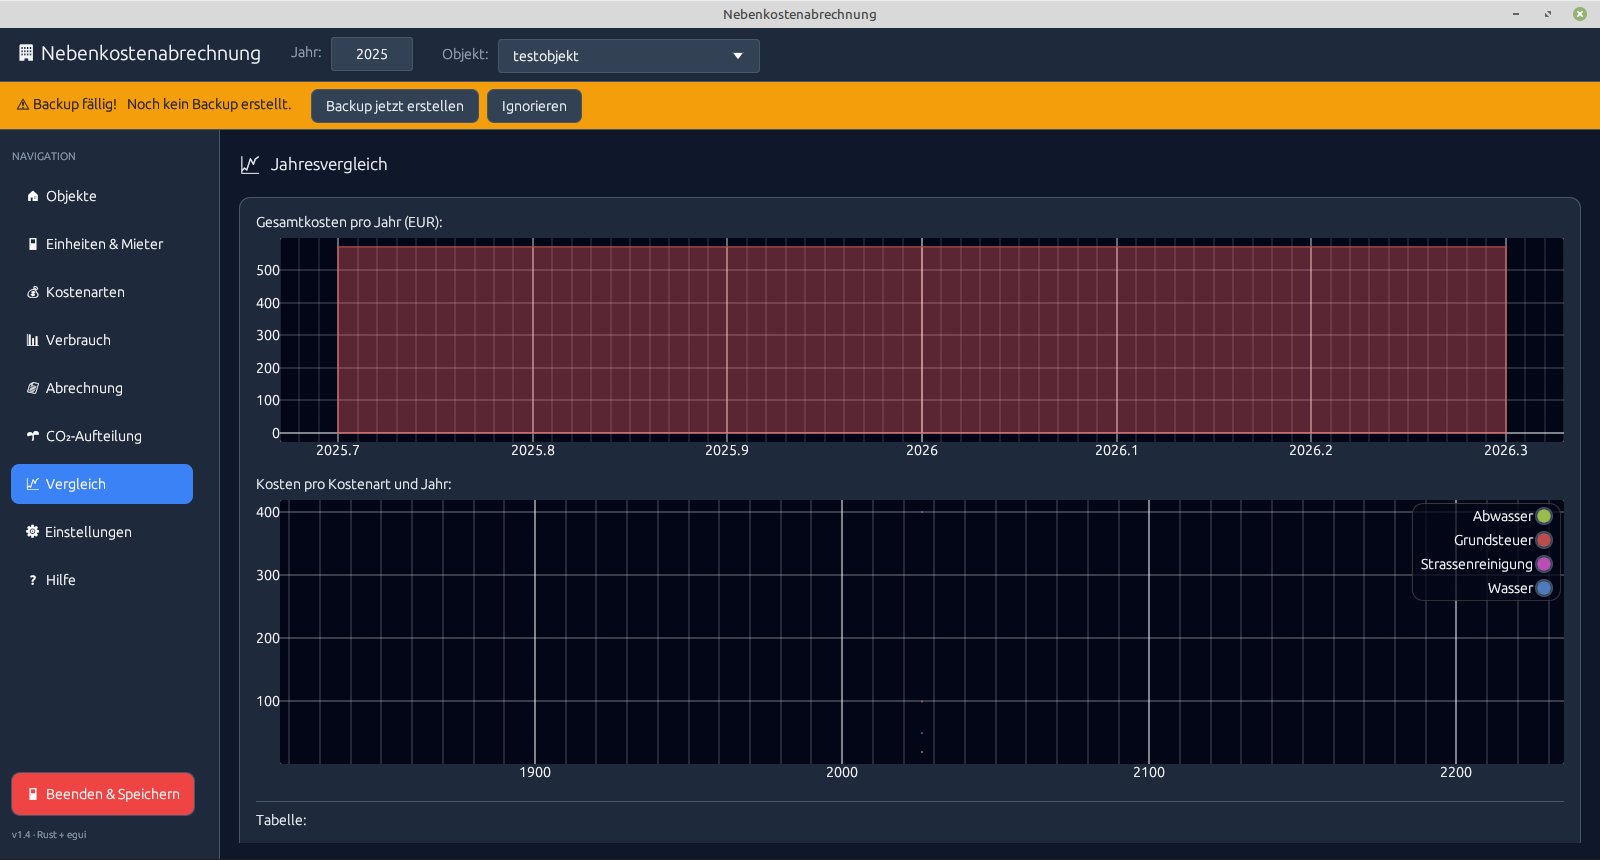 Nebenkostenabrechnung
Nebenkostenabrechnung Jahr: 2025 Objekt: testobjekt
⚠ Backup fällig! Noch kein Backup erstellt. Backup jetzt erstellen Ignorieren
NAVIGATION
Objekte
Einheiten & Mieter
Kostenarten
Verbrauch
Abrechnung
CO₂-Aufteilung
Vergleich
Einstellungen
? Hilfe
Beenden & Speichern
v1.4 · Rust + egui
Jahresvergleich
Gesamtkosten pro Jahr (EUR):
500
400
300
200
100
0
2025.7 2025.8 2025.9 2026 2026.1 2026.2 2026.3
Kosten pro Kostenart und Jahr:
400
300
200
100
Abwasser
Grundsteuer
Strassenreinigung
Wasser
1900 2000 2100 2200
Tabelle: